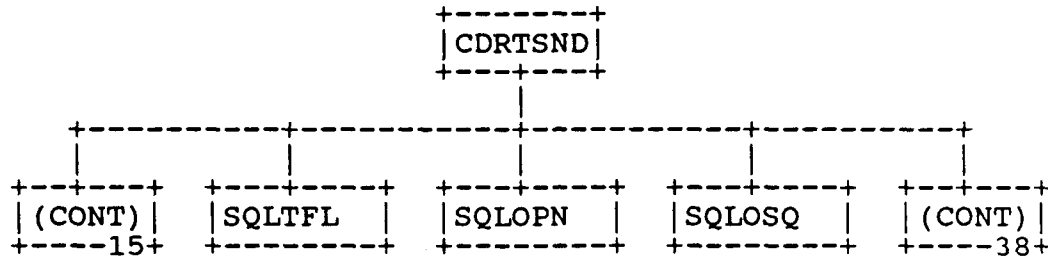 CDRTSND
(CONT) SQLTFL SQLOPN SQLOSQ (CONT)
15 38